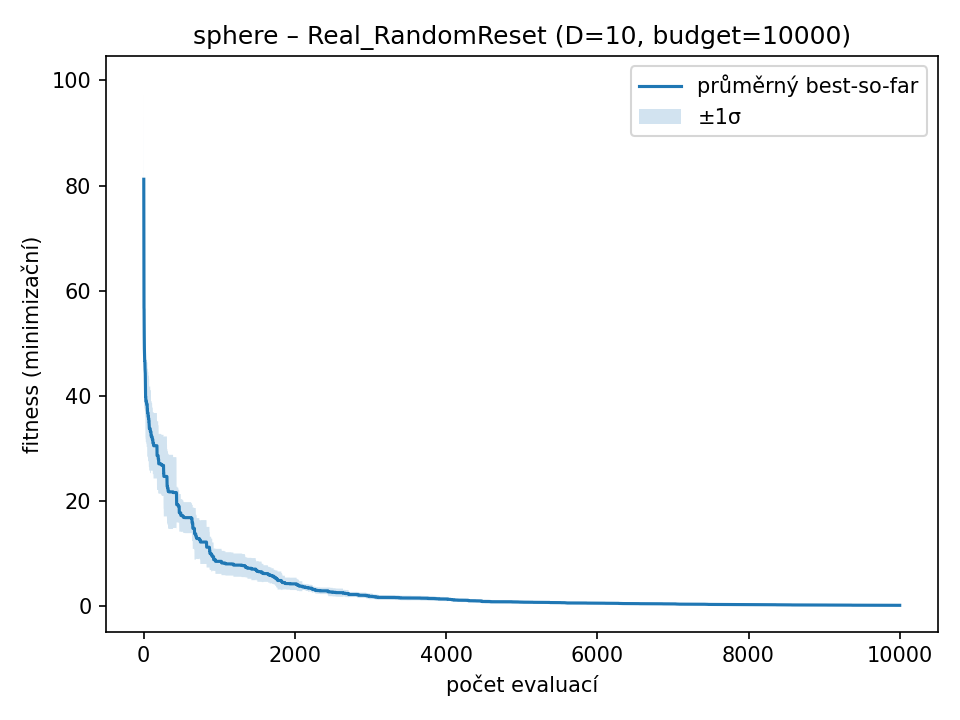 sphere – Real_RandomReset (D=10, budget=10000)
průměrný best-so-far
±1σ
fitness (minimizační)
100
80
60
40
20
0
0 2000 4000 6000 8000 10000
počet evaluací